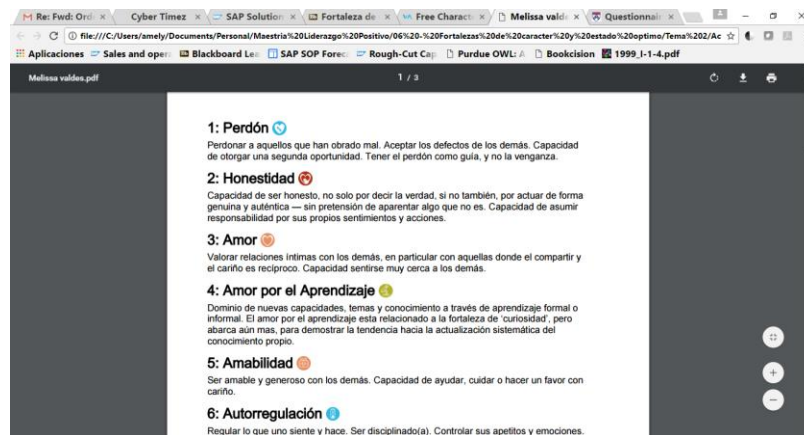 Re: Fwd: Ord
Cyber Timez
SAP Solution
Fortaleza de
Free Charact
Melissa valde
Questionnair
file:///C:/Users/amely/Documents/Personal/Maestria%20Liderazgo%20Positivo/06%20-%20Fortalezas%20de%20caracter%20y%20estado%20optimo/Tema%202/Ac
Aplicaciones
Sales and oper
Blackboard Lea
SAP SOP Forec
Rough-Cut Cap
Purdue OWL: A
Bookcision
1999_I-1-4.pdf
Melissa valdes.pdf
1 / 3
1: Perdón
Perdonar a aquellos que han obrado mal. Aceptar los defectos de los demás. Capacidad
de otorgar una segunda oportunidad. Tener el perdón como guía, y no la venganza.
2: Honestidad
Capacidad de ser honesto, no solo por decir la verdad, si no también, por actuar de forma
genuina y auténtica — sin pretensión de aparentar algo que no es. Capacidad de asumir
responsabilidad por sus propios sentimientos y acciones.
3: Amor
Valorar relaciones íntimas con los demás, en particular con aquellas donde el compartir y
el cariño es recíproco. Capacidad sentirse muy cerca a los demás.
4: Amor por el Aprendizaje
Dominio de nuevas capacidades, temas y conocimiento a través de aprendizaje formal o
informal. El amor por el aprendizaje esta relacionado a la fortaleza de 'curiosidad', pero
abarca aún mas, para demostrar la tendencia hacia la actualización sistemática del
conocimiento propio.
5: Amabilidad
Ser amable y generoso con los demás. Capacidad de ayudar, cuidar o hacer un favor con
cariño.
6: Autorregulación
Regular lo que uno siente y hace. Ser disciplinado(a). Controlar sus apetitos y emociones.